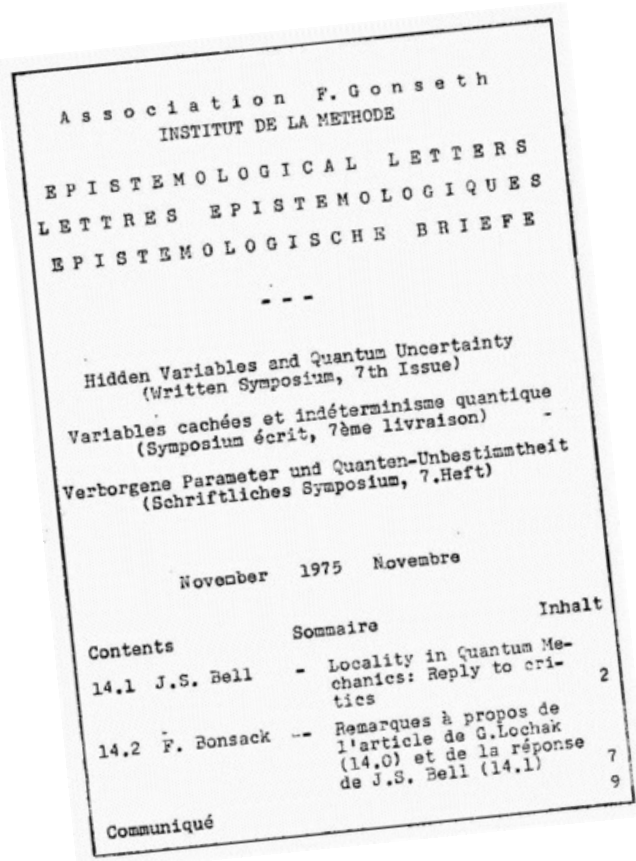 Association F. Gonseth
INSTITUT DE LA METHODE
EPISTEMOLOGICAL LETTERS
LETTRES EPISTEMOLOGIQUES
EPISTEMOLOGISCHE BRIEFE
---
Hidden Variables and Quantum Uncertainty
(Written Symposium, 7th Issue)
Variables cachées et indéterminisme quantique
(Symposium écrit, 7ème livraison)
Verborgene Parameter und Quanten-Unbestimmtheit
(Schriftliches Symposium, 7.Heft)
November 1975 Novembre
Contents Sommaire Inhalt
14.1 J.S. Bell - Locality in Quantum Me-
chanics: Reply to cri-
tics 2
14.2 F. Bonsack -- Remarques à propos de
l'article de G.Lochak
(14.0) et de la réponse
de J.S. Bell (14.1) 7
Communiqué 9